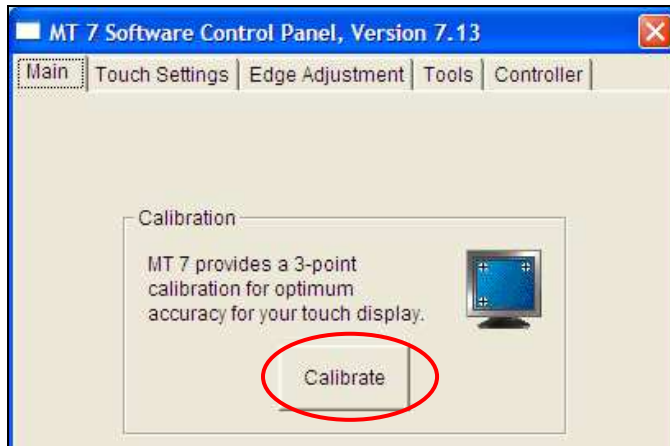 MT 7 Software Control Panel, Version 7.13
Main Touch Settings Edge Adjustment Tools Controller
Calibration
MT 7 provides a 3-point
calibration for optimum
accuracy for your touch display.
Calibrate